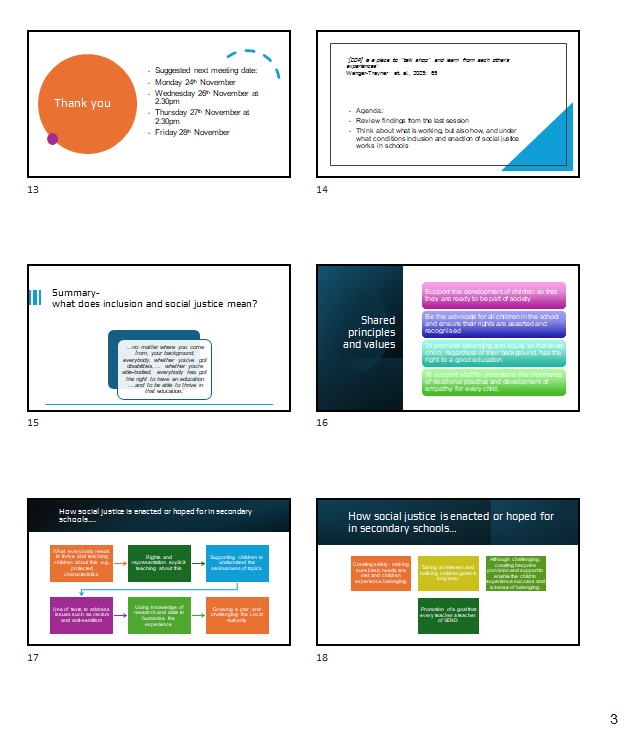 Thank you
- Suggested next meeting date:
- Monday 24th November
- Wednesday 26th November at
2.30pm
- Thursday 27th November at
2.30pm
- Friday 28th November
13
"[COP] is a place to "talk shop" and learn from each other's
experiences"
Wenger-Trayner et. al., 2023: 65
- Agenda:
- Review findings from the last session
- Think about what is working, but also how, and under
what conditions inclusion and enaction of social justice
works in schools
14
Summary-
what does inclusion and social justice mean?
...no matter where you come
from, your background,
everybody, whether you've got
disabilities, ... whether you're
able-bodied, everybody has got
the right to have an education
...and to be able to thrive in
that education.'
15
Shared
principles
and values
Support the development of children so that
they are ready to be part of society
Be the advocate for all children in the school
and ensure their rights are asserted and
recognised
To promote belonging and equity so that every
child, regardless of their background, has the
right to a good education
To support staff to understand the importance
of relational practice and development of
empathy for every child.
16
How social justice is enacted or hoped for in secondary
schools....
What everybody needs
to thrive and teaching
children about this e.g.,
protected
characteristics
Rights and
representation explicit
teaching about this
Supporting children to
understand the
seriousness of topics
Use of texts to address
issues such as racism
and anti-semitism
Using knowledge of
research and data to
humanise the
experience
'Growing a pair' and
challenging the Local
Authority
17
How social justice is enacted or hoped for
in secondary schools...
Creating safety- making
sure basic needs are
met and children
experience belonging.
Taking an interest and
noticing children goes a
long way.
Although challenging,
creating bespoke
provision and support to
enable the child to
experience success and
a sense of belonging
Promotion of a goal that
every teacher a teacher
of SEND
18
3